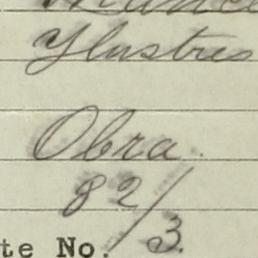 Ylustres
Obra.
82/3.
te No.